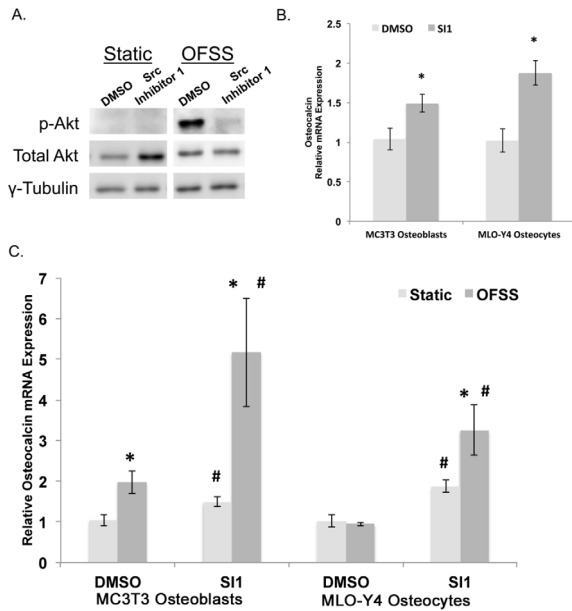 A.
Static OFSS
DMSO
Src
Inhibitor 1
DMSO
Src
Inhibitor 1
p-Akt
Total Akt
γ-Tubulin
B.
DMSO SI1
Osteocalcin
Relative mRNA Expression
2.5
2
1.5
1
0.5
0
*
*
MC3T3 Osteoblasts MLO-Y4 Osteocytes
C.
Static OFSS
Relative Osteocalcin mRNA Expression
7
6
5
4
3
2
1
0
*
#
* #
#
* #
DMSO SI1 DMSO SI1
MC3T3 Osteoblasts MLO-Y4 Osteocytes